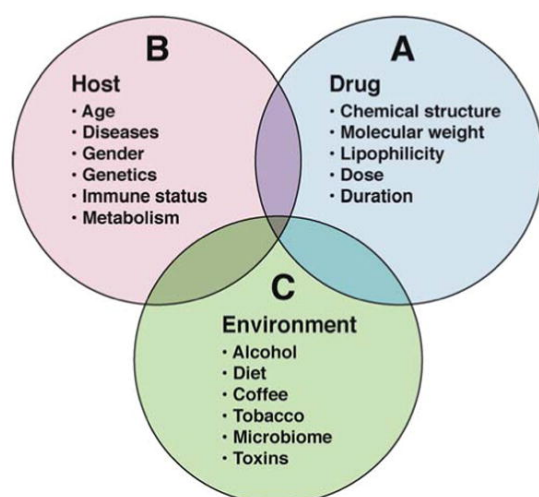 B
Host
• Age
• Diseases
• Gender
• Genetics
• Immune status
• Metabolism
A
Drug
• Chemical structure
• Molecular weight
• Lipophilicity
• Dose
• Duration
C
Environment
• Alcohol
• Diet
• Coffee
• Tobacco
• Microbiome
• Toxins